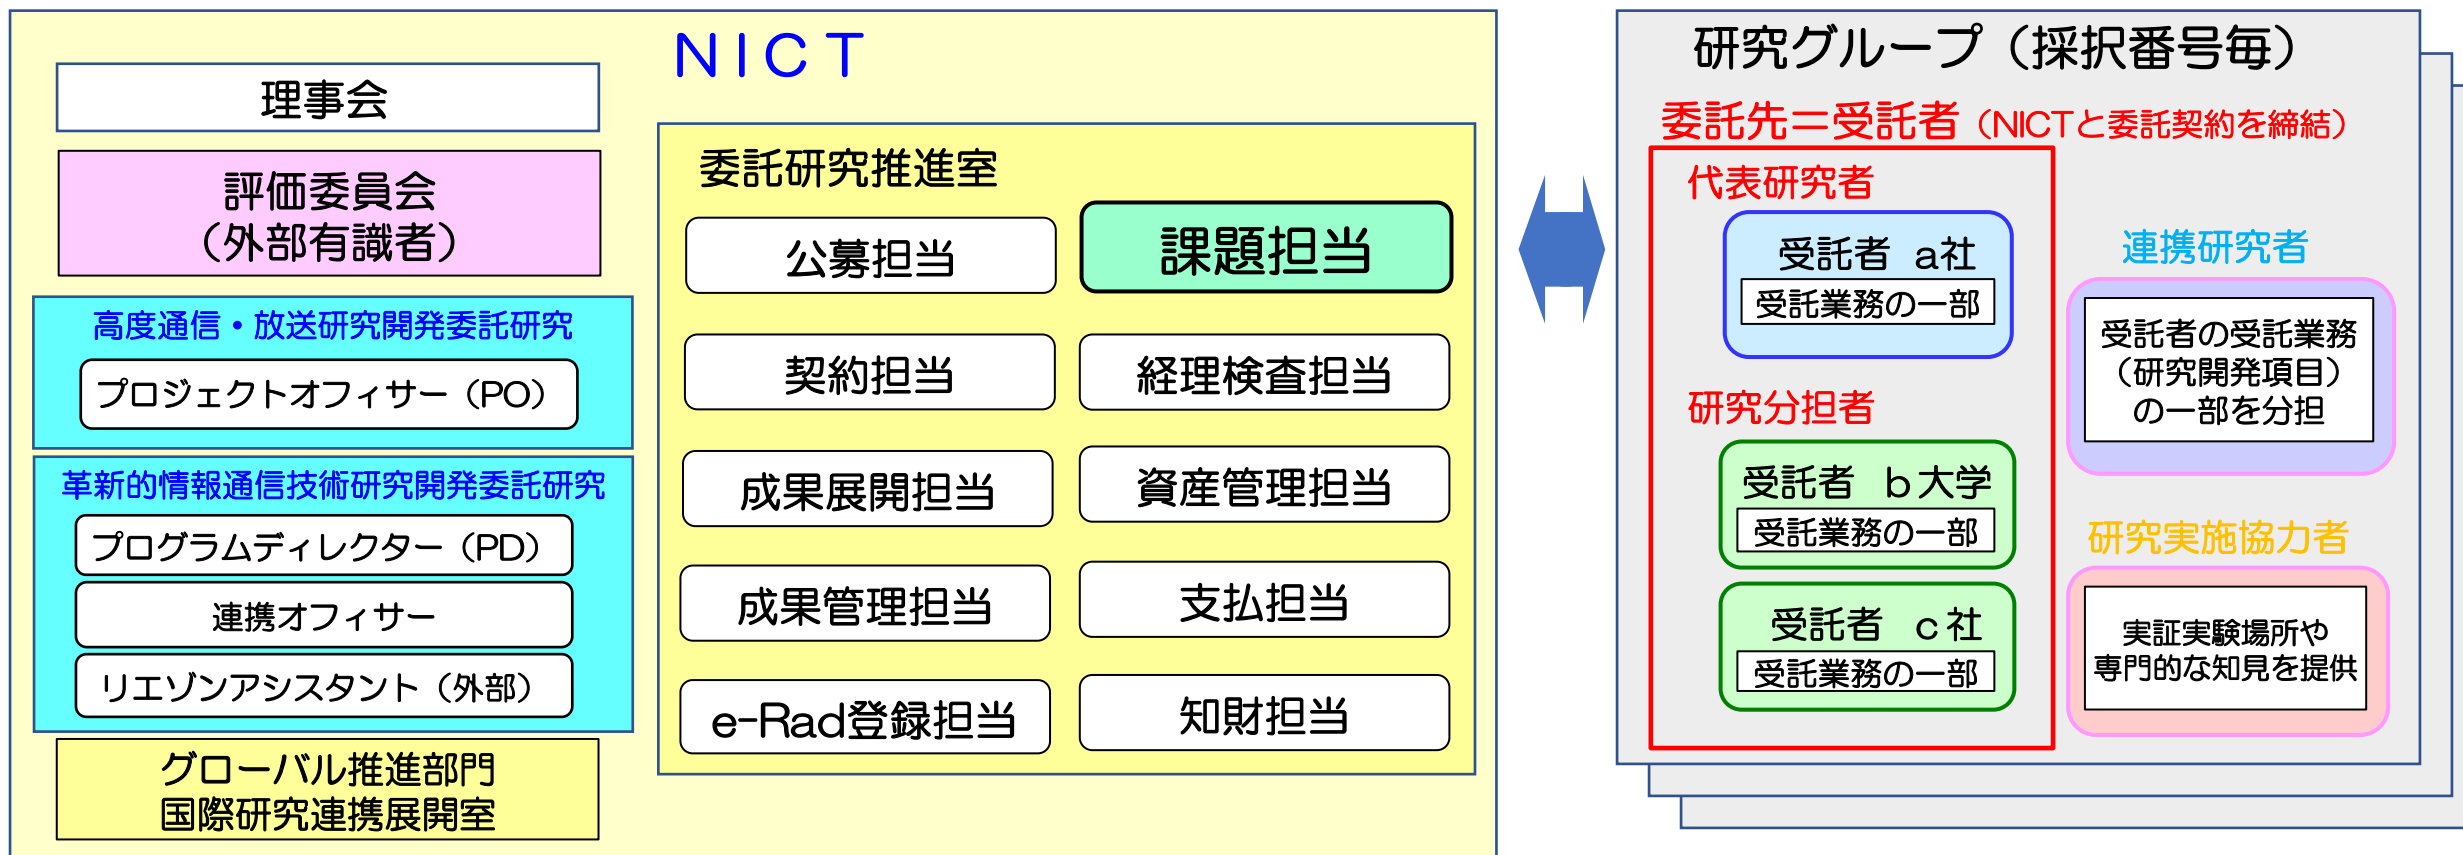 ＮＩＣＴ
理事会
評価委員会
（外部有識者）
高度通信・放送研究開発委託研究
プロジェクトオフィサー（PO）
革新的情報通信技術研究開発委託研究
プログラムディレクター（PD）
連携オフィサー
リエゾンアシスタント（外部）
グローバル推進部門
国際研究連携展開室
委託研究推進室
公募担当
課題担当
契約担当
経理検査担当
成果展開担当
資産管理担当
成果管理担当
支払担当
e-Rad登録担当
知財担当
研究グループ（採択番号毎）
委託先＝受託者（NICTと委託契約を締結）
代表研究者
受託者　a社
受託業務の一部
研究分担者
受託者　ｂ大学
受託業務の一部
受託者　ｃ社
受託業務の一部
連携研究者
受託者の受託業務
（研究開発項目）
の一部を分担
研究実施協力者
実証実験場所や
専門的な知見を提供